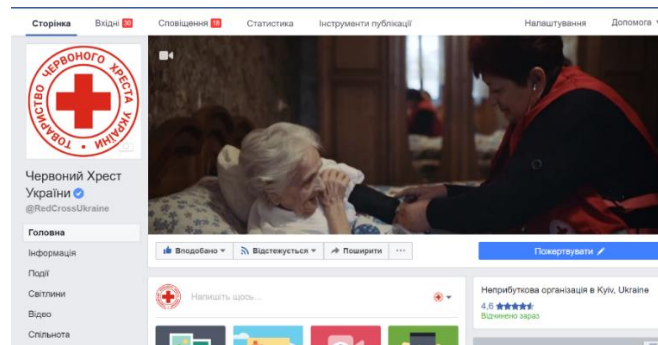 Сторінка Вхідні 30 Сповіщення 18 Статистика Інструменти публікації Налаштування Допомога
ТОВАРИСТВО ЧЕРВОНОГО ХРЕСТА УКРАЇНИ
Червоний Хрест
України
@RedCrossUkraine
Головна
Інформація
Події
Світлини
Відео
Спільнота
Вподобано Відстежується Поширити ...
Пожертвувати
Напишіть щось...
Неприбуткова організація в Kyiv, Ukraine
4,6
Відчинено зараз